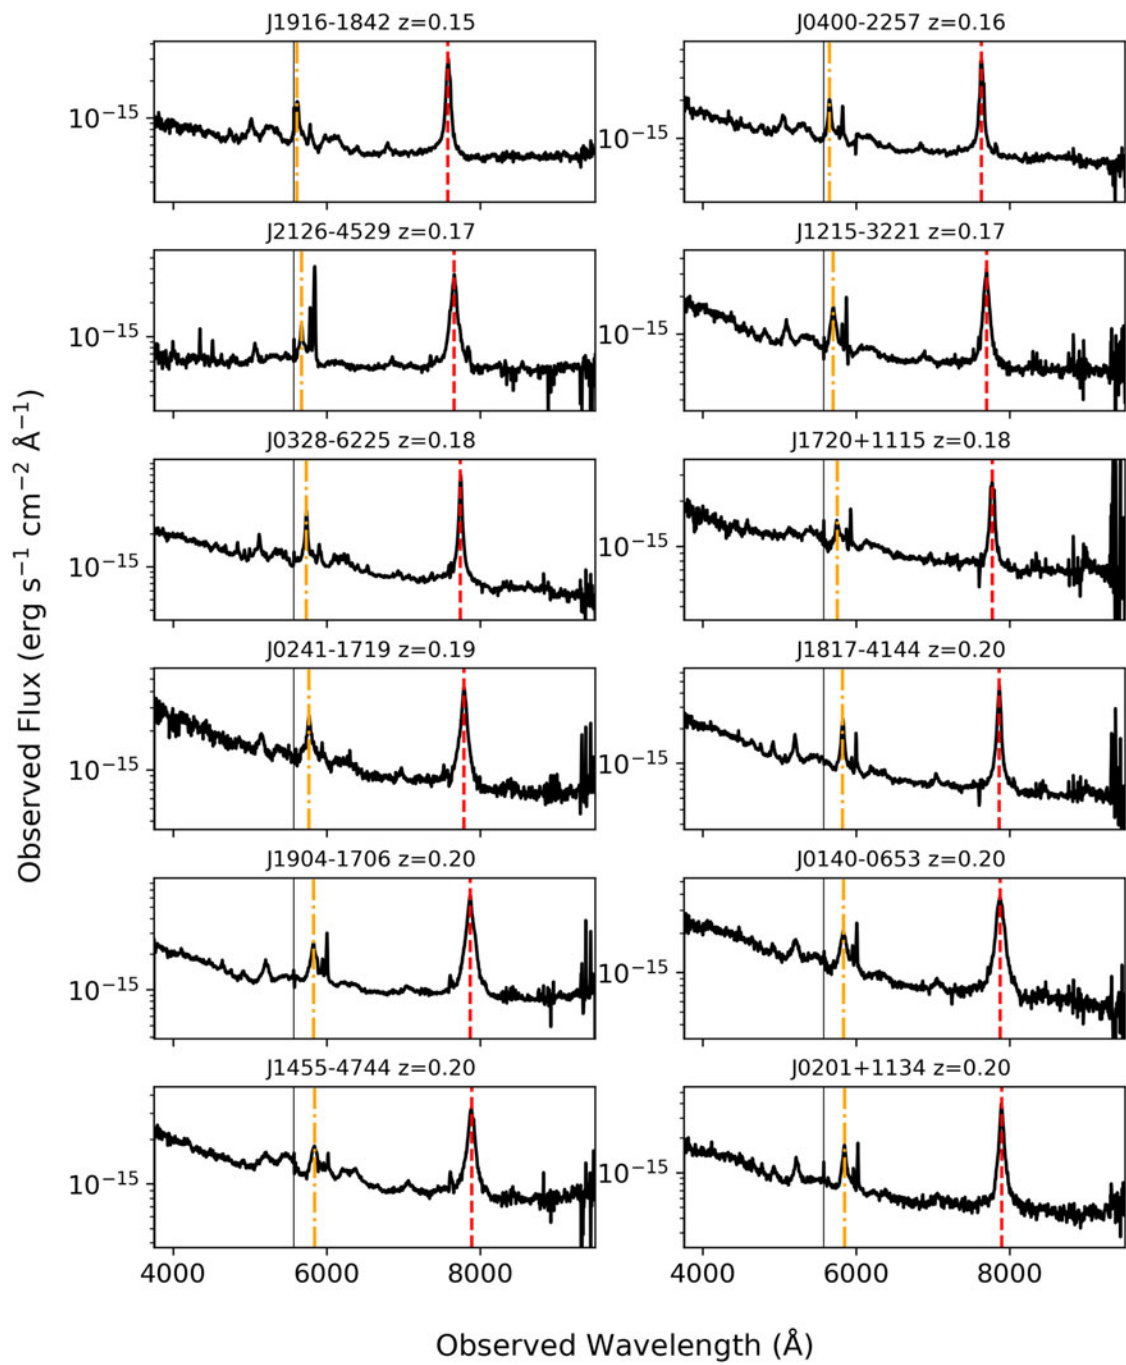 J1916-1842 z=0.15
J0400-2257 z=0.16
10⁻¹⁵
10⁻¹⁵
J2126-4529 z=0.17
J1215-3221 z=0.17
10⁻¹⁵
10⁻¹⁵
J0328-6225 z=0.18
J1720+1115 z=0.18
10⁻¹⁵
10⁻¹⁵
J0241-1719 z=0.19
J1817-4144 z=0.20
10⁻¹⁵
10⁻¹⁵
J1904-1706 z=0.20
J0140-0653 z=0.20
10⁻¹⁵
10⁻¹⁵
J1455-4744 z=0.20
J0201+1134 z=0.20
10⁻¹⁵
10⁻¹⁵
4000 6000 8000
4000 6000 8000
Observed Flux (erg s⁻¹ cm⁻² Å⁻¹)
Observed Wavelength (Å)